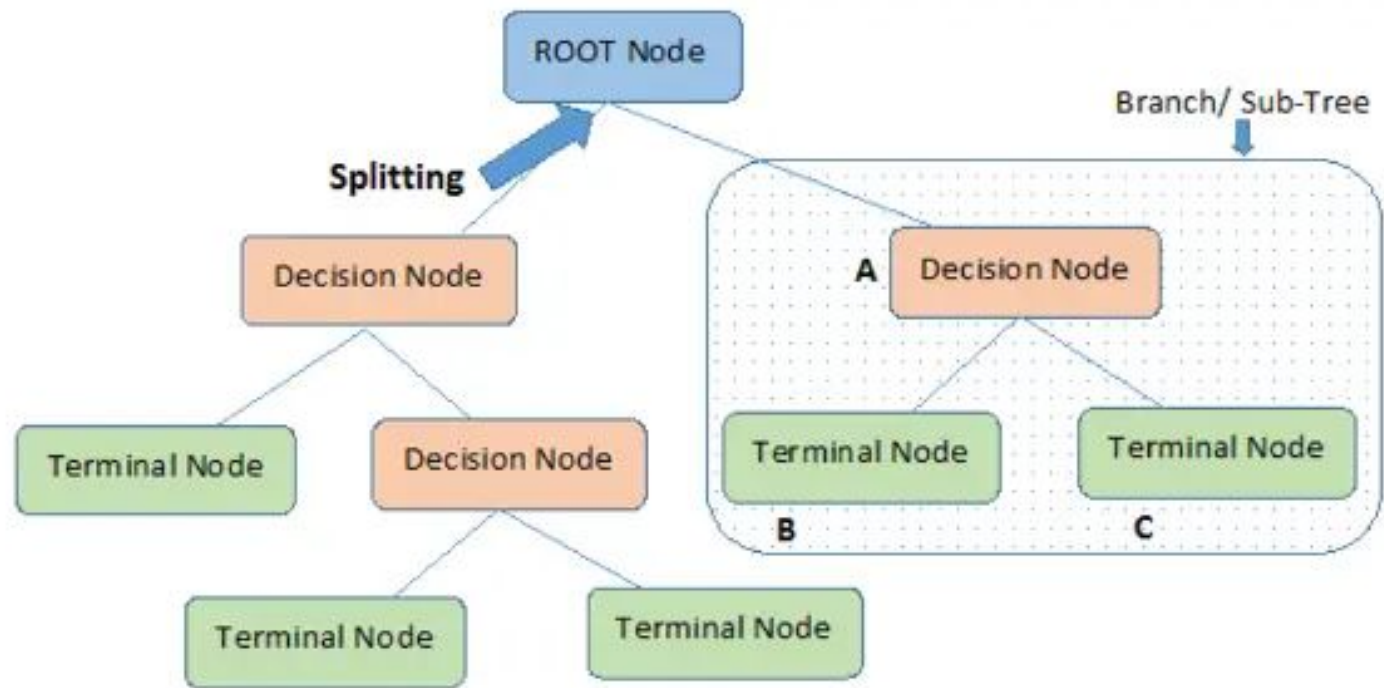 ROOT Node
Branch/ Sub-Tree
Splitting
Decision Node
A Decision Node
Terminal Node
Decision Node
Terminal Node
Terminal Node
B
C
Terminal Node
Terminal Node